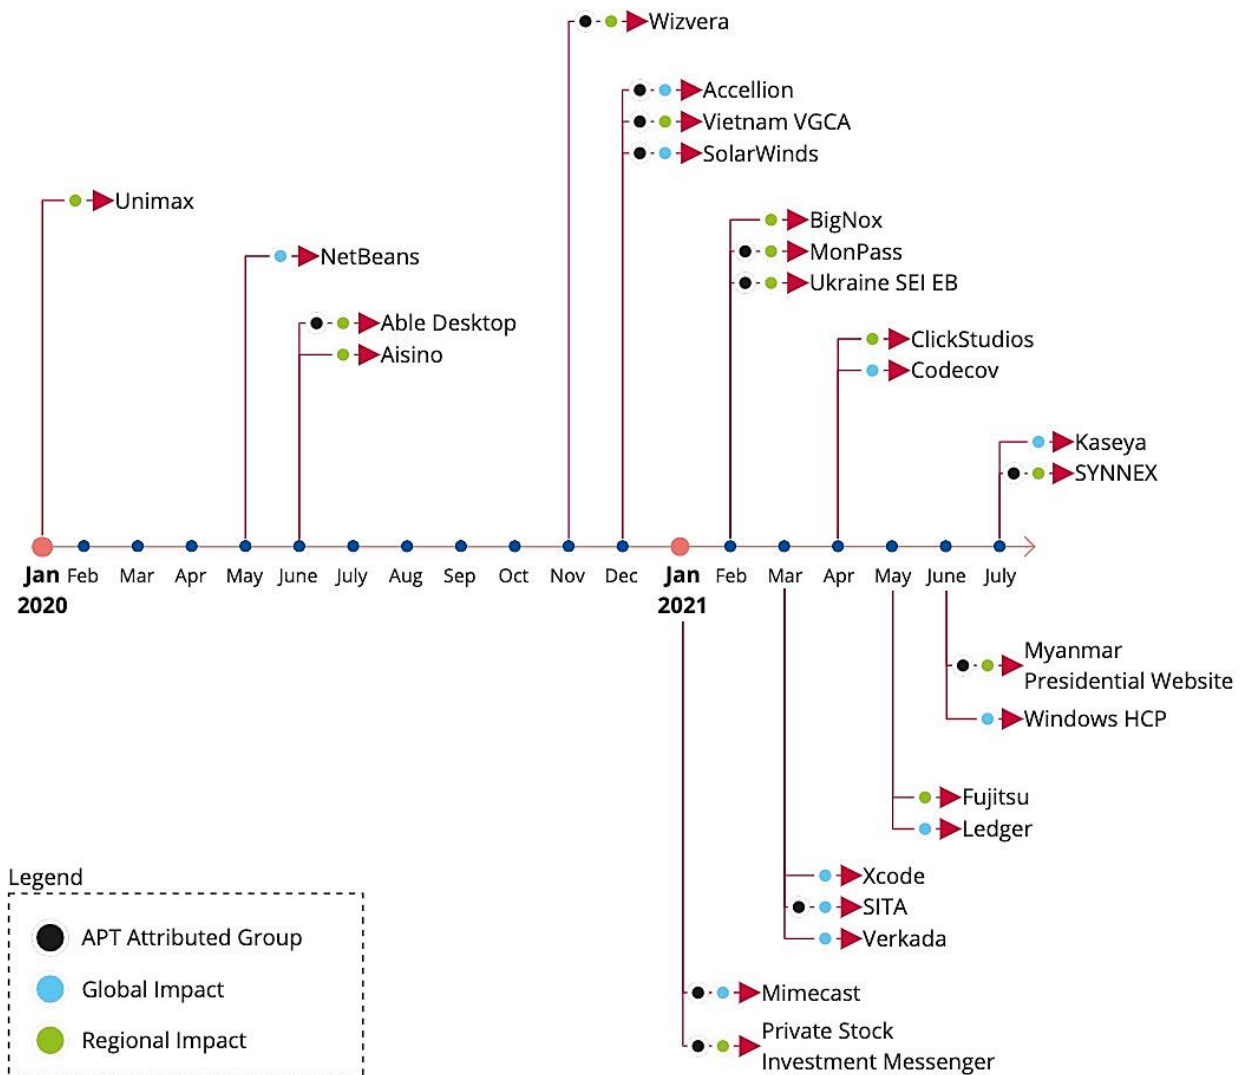 Wizvera
Accellion
Vietnam VGCA
SolarWinds
Unimax
BigNox
NetBeans
MonPass
Ukraine SEI EB
Able Desktop
ClickStudios
Aisino
Codecov
Kaseya
SYNNEX
Jan Feb Mar Apr May June July Aug Sep Oct Nov Dec Jan Feb Mar Apr May June July
2020 2021
Myanmar
Presidential Website
Windows HCP
Fujitsu
Ledger
Xcode
SITA
Verkada
Mimecast
Private Stock
Investment Messenger
Legend
APT Attributed Group
Global Impact
Regional Impact